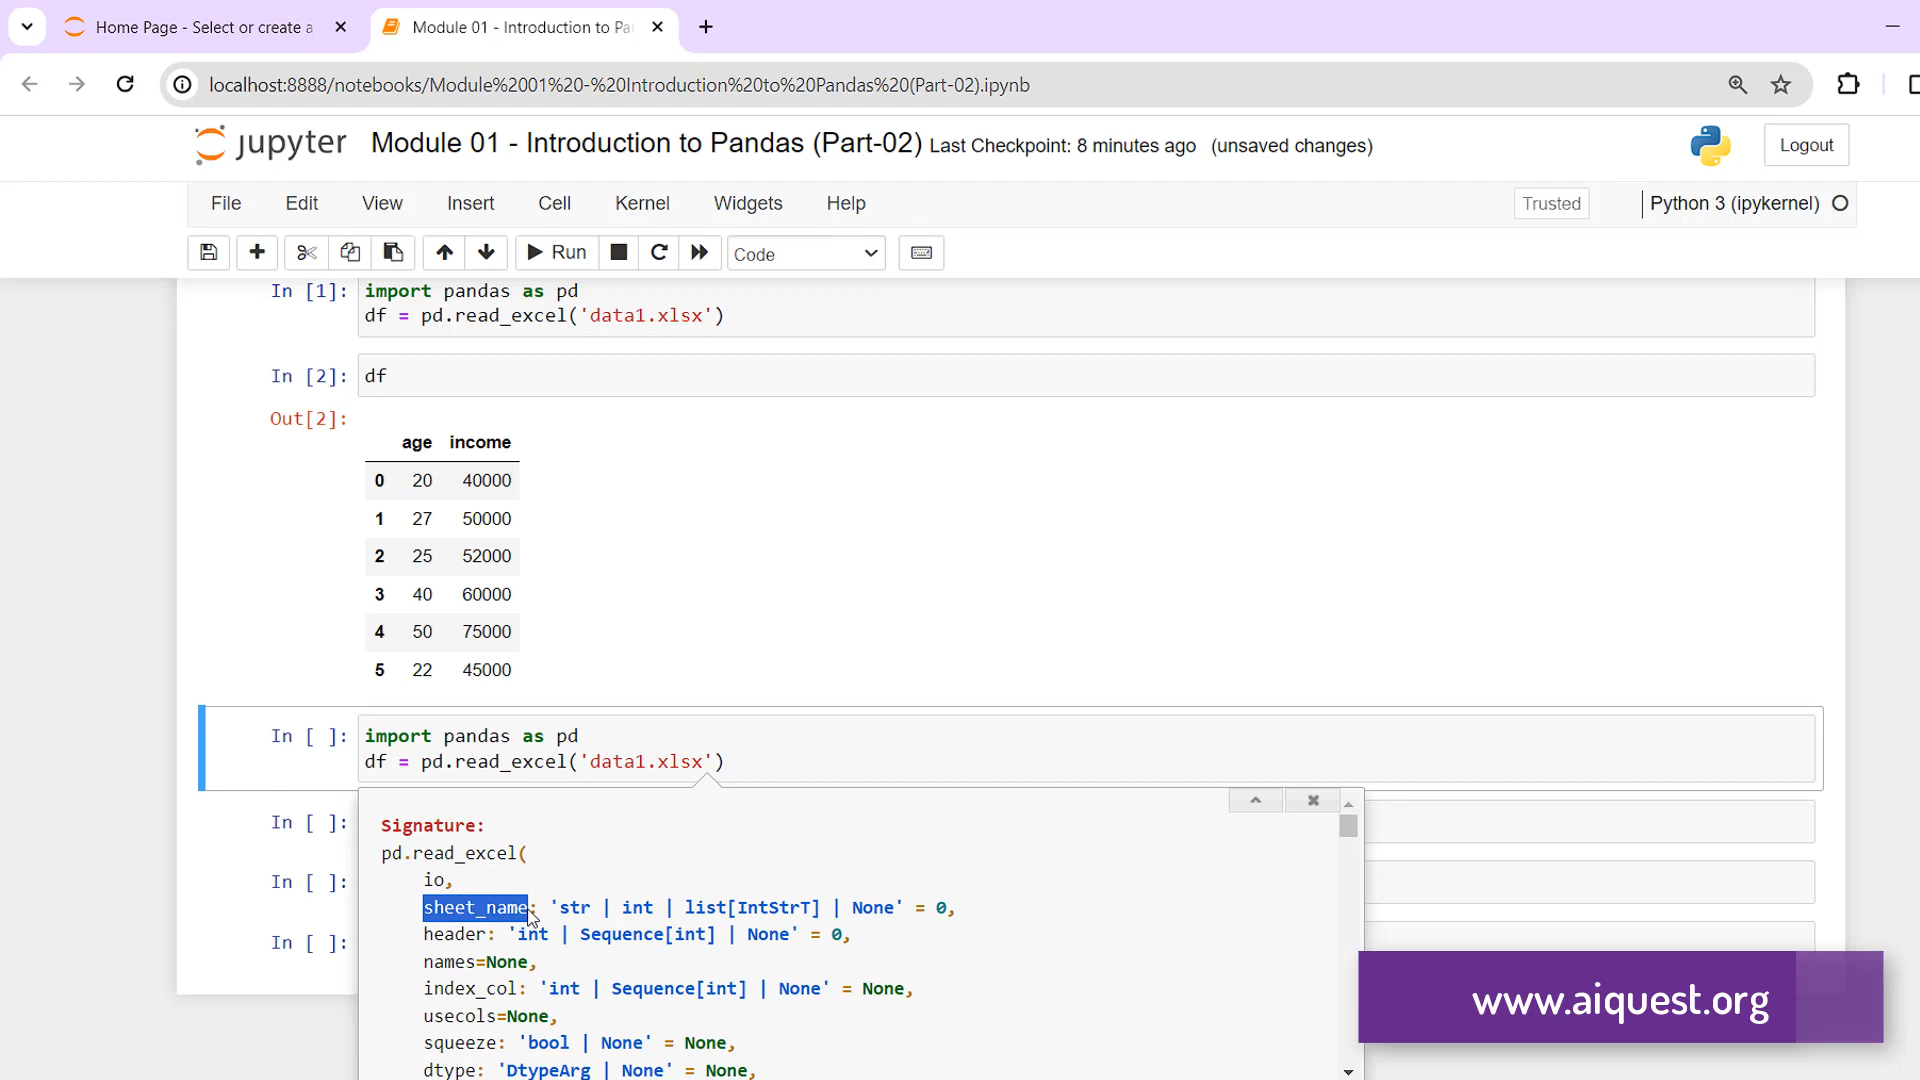 Home Page - Select or create a
Module 01 - Introduction to Pa
localhost:8888/notebooks/Module%2001%20-%20Introduction%20to%20Pandas%20(Part-02).ipynb
jupyter Module 01 - Introduction to Pandas (Part-02) Last Checkpoint: 8 minutes ago (unsaved changes)
Logout
File Edit View Insert Cell Kernel Widgets Help Trusted Python 3 (ipykernel)
Run Code
In [1]: import pandas as pd
df = pd.read_excel('data1.xlsx')
In [2]: df
Out[2]:
age income
0 20 40000
1 27 50000
2 25 52000
3 40 60000
4 50 75000
5 22 45000
In [ ]: import pandas as pd
df = pd.read_excel('data1.xlsx')
In [ ]:
In [ ]:
In [ ]:
Signature:
pd.read_excel(
io,
sheet_name: 'str | int | list[IntStrT] | None' = 0,
header: 'int | Sequence[int] | None' = 0,
names=None,
index_col: 'int | Sequence[int] | None' = None,
usecols=None,
squeeze: 'bool | None' = None,
dtype: 'DtypeArg | None' = None,
www.aiquest.org